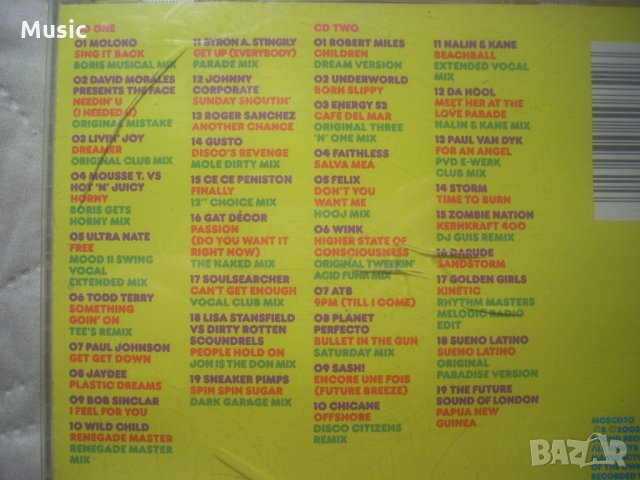 Music
CD ONE
01 MOLOKO
SING IT BACK
BORIS MUSICAL MIX
02 DAVID MORALES
PRESENTS THE FACE
NEEDIN' U
(I NEEDED U)
ORIGINAL MISTAKE
03 LIVIN' JOY
DREAMER
ORIGINAL CLUB MIX
04 MOUSSE T. VS
HOT 'N' JUICY
HORNY
BORIS GETS
HORNY MIX
05 ULTRA NATE
FREE
MOOD II SWING
VOCAL
EXTENDED MIX
06 TODD TERRY
SOMETHING
GOIN' ON
TEE'S REMIX
07 PAUL JOHNSON
GET GET DOWN
08 JAYDEE
PLASTIC DREAMS
09 BOB SINCLAR
I FEEL FOR YOU
10 WILD CHILD
RENEGADE MASTER
RENEGADE MASTER
MIX
11 BYRON A. STINGILY
GET UP (EVERYBODY)
PARADE MIX
12 JOHNNY
CORPORATE
SUNDAY SHOUTIN'
13 ROGER SANCHEZ
ANOTHER CHANCE
14 GUSTO
DISCO'S REVENGE
MOLE DIRTY MIX
15 CE CE PENISTON
FINALLY
12" CHOICE MIX
16 GAT DÉCOR
PASSION
(DO YOU WANT IT
RIGHT NOW)
THE NAKED MIX
17 SOULSEARCHER
CAN'T GET ENOUGH
VOCAL CLUB MIX
18 LISA STANSFIELD
VS DIRTY ROTTEN
SCOUNDRELS
PEOPLE HOLD ON
JON IS THE DON MIX
19 SNEAKER PIMPS
SPIN SPIN SUGAR
DARK GARAGE MIX
CD TWO
01 ROBERT MILES
CHILDREN
DREAM VERSION
02 UNDERWORLD
BORN SLIPPY
03 ENERGY 52
CAFE DEL MAR
ORIGINAL THREE
'N' ONE MIX
04 FAITHLESS
SALVA MEA
05 FELIX
DON'T YOU
WANT ME
HOOJ MIX
06 WINK
HIGHER STATE OF
CONSCIOUSNESS
ORIGINAL TWEEKIN'
ACID FUNK MIX
07 ATB
9PM (TILL I COME)
08 PLANET
PERFECTO
BULLET IN THE GUN
SATURDAY MIX
09 SASH!
ENCORE UNE FOIS
(FUTURE BREEZE)
10 CHICANE
OFFSHORE
DISCO CITIZENS
REMIX
11 NALIN & KANE
BEACHBALL
EXTENDED VOCAL
MIX
12 DA HOOL
MEET HER AT THE
LOVE PARADE
NALIN & KANE MIX
13 PAUL VAN DYK
FOR AN ANGEL
PVD E-WERK
CLUB MIX
14 STORM
TIME TO BURN
15 ZOMBIE NATION
KERNKRAFT 400
DJ GUIS REMIX
16 DARUDE
SANDSTORM
17 GOLDEN GIRLS
KINETIC
RHYTHM MASTERS
MELODIO RADIO
EDIT
18 SUENO LATINO
SUENO LATINO
ORIGINAL
PARADISE VERSION
19 THE FUTURE
SOUND OF LONDON
PAPUA NEW
GUINEA
MOSCD70
OF THE
RECORDED
BAZAR